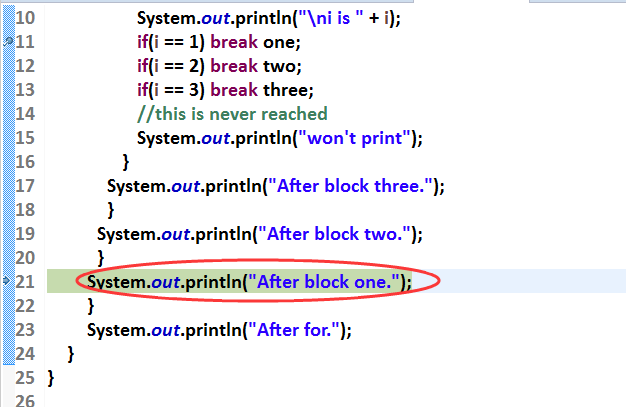 10 System.out.println("\ni is " + i);
11 if(i == 1) break one;
12 if(i == 2) break two;
13 if(i == 3) break three;
14 //this is never reached
15 System.out.println("won't print");
16 }
17 System.out.println("After block three.");
18 }
19 System.out.println("After block two.");
20 }
21 System.out.println("After block one.");
22 }
23 System.out.println("After for.");
24 }
25 }
26